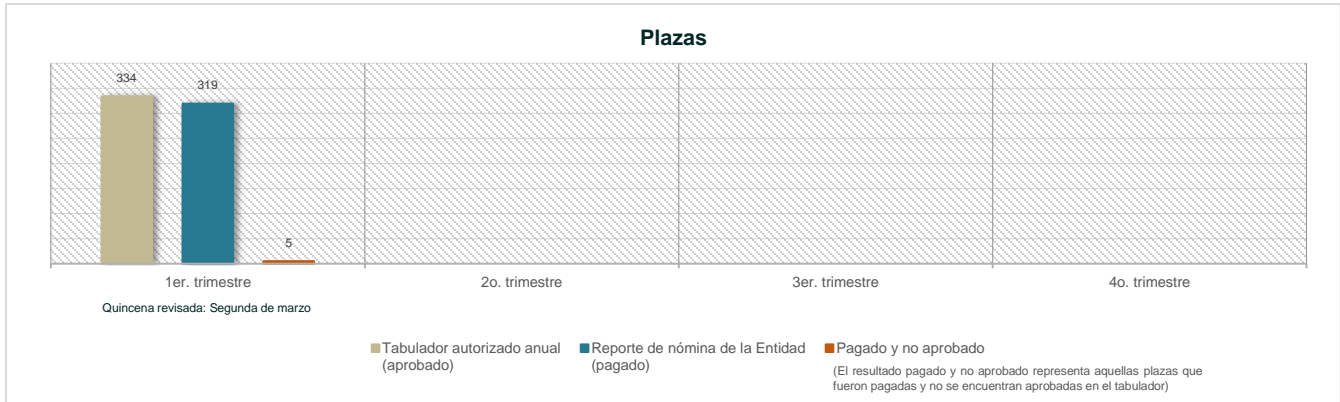 Plazas
334
319
5
1er. trimestre
2o. trimestre
3er. trimestre
4o. trimestre
Quincena revisada: Segunda de marzo
Tabulador autorizado anual
(aprobado)
Reporte de nómina de la Entidad
(pagado)
Pagado y no aprobado
(El resultado pagado y no aprobado representa aquellas plazas que
fueron pagadas y no se encuentran aprobadas en el tabulador)